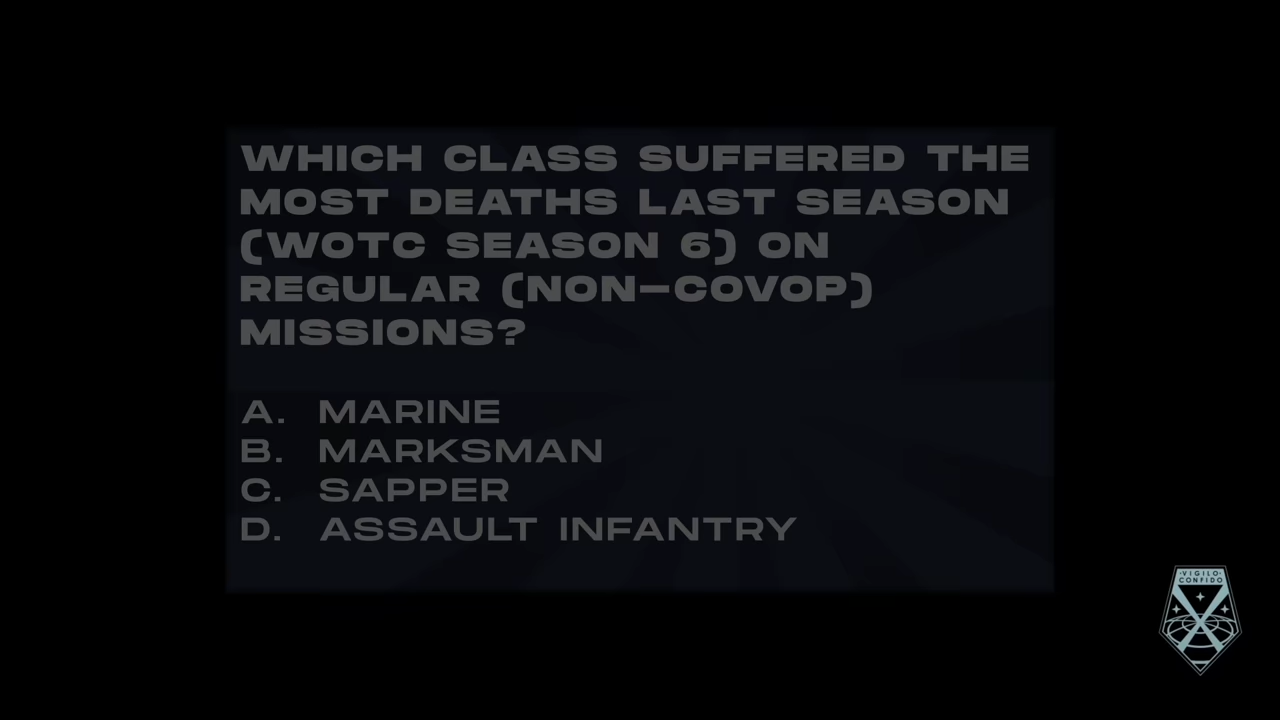 WHICH CLASS SUFFERED THE
MOST DEATHS LAST SEASON
(WOTC SEASON 6) ON
REGULAR (NON-COVOP)
MISSIONS?
A. MARINE
B. MARKSMAN
C. SAPPER
D. ASSAULT INFANTRY
·VIGILO·
CONFIDO